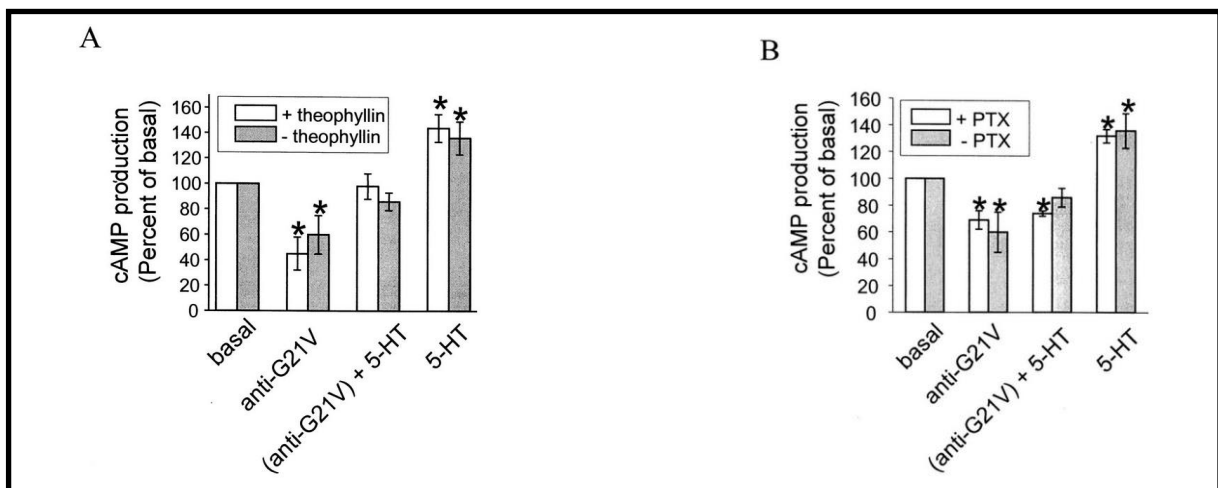 A
cAMP production
(Percent of basal)
160
140
120
100
80
60
40
20
0
+ theophyllin
- theophyllin
*
*
*
*
basal
anti-G21V
(anti-G21V) + 5-HT
5-HT
B
cAMP production
(Percent of basal)
160
140
120
100
80
60
40
20
0
+ PTX
- PTX
*
*
*
*
*
basal
anti-G21V
(anti-G21V) + 5-HT
5-HT